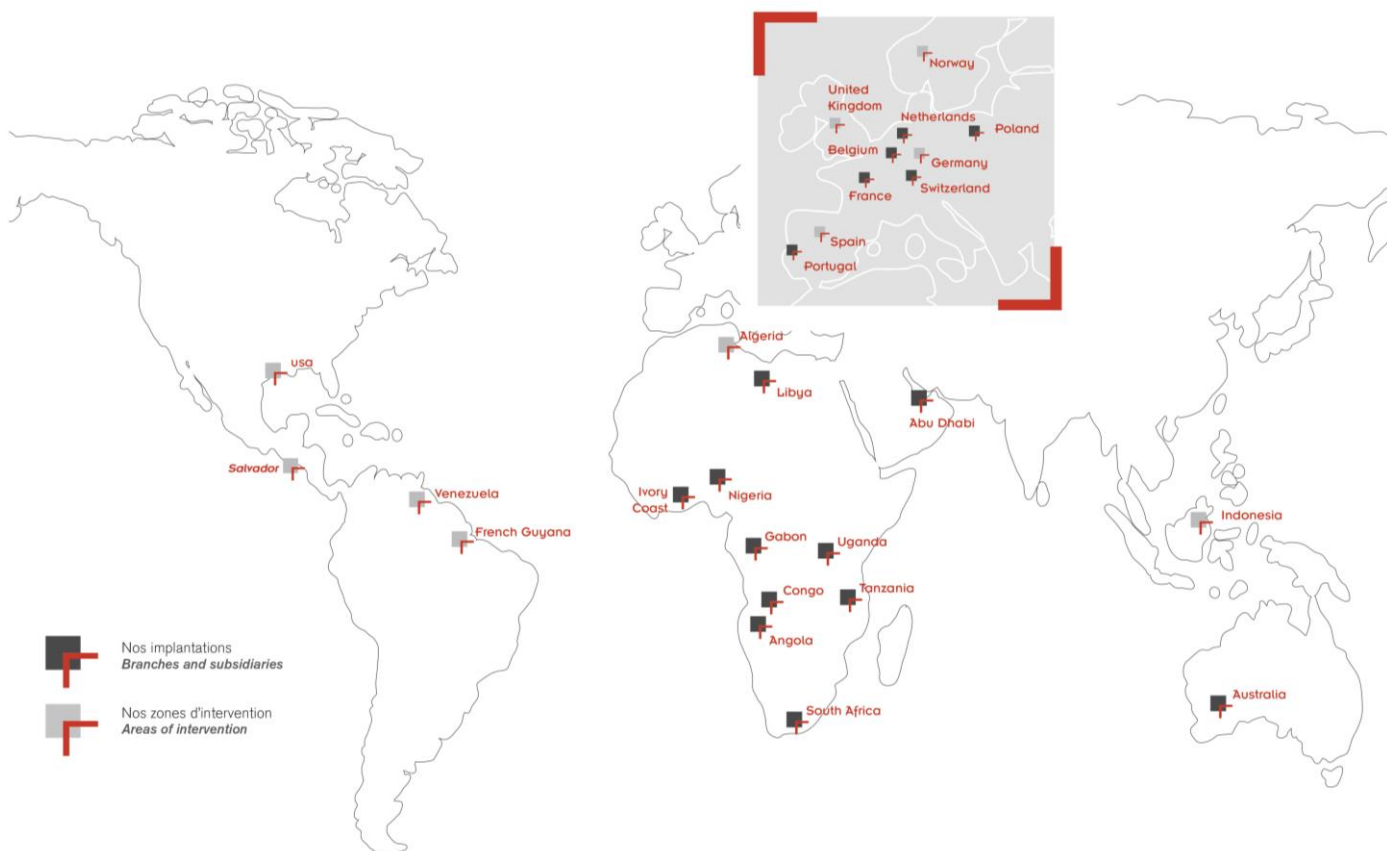 Norway
United
Kingdom
Netherlands
Poland
Belgium
Germany
France
Switzerland
Spain
Portugal
Algeria
usa
Libya
Abu Dhabi
Salvador
Venezuela
Ivory
Coast
Nigeria
Indonesia
French Guyana
Gabon
Uganda
Congo
Tanzania
Angola
Nos implantations
Branches and subsidiaries
Australia
South Africa
Nos zones d'intervention
Areas of intervention